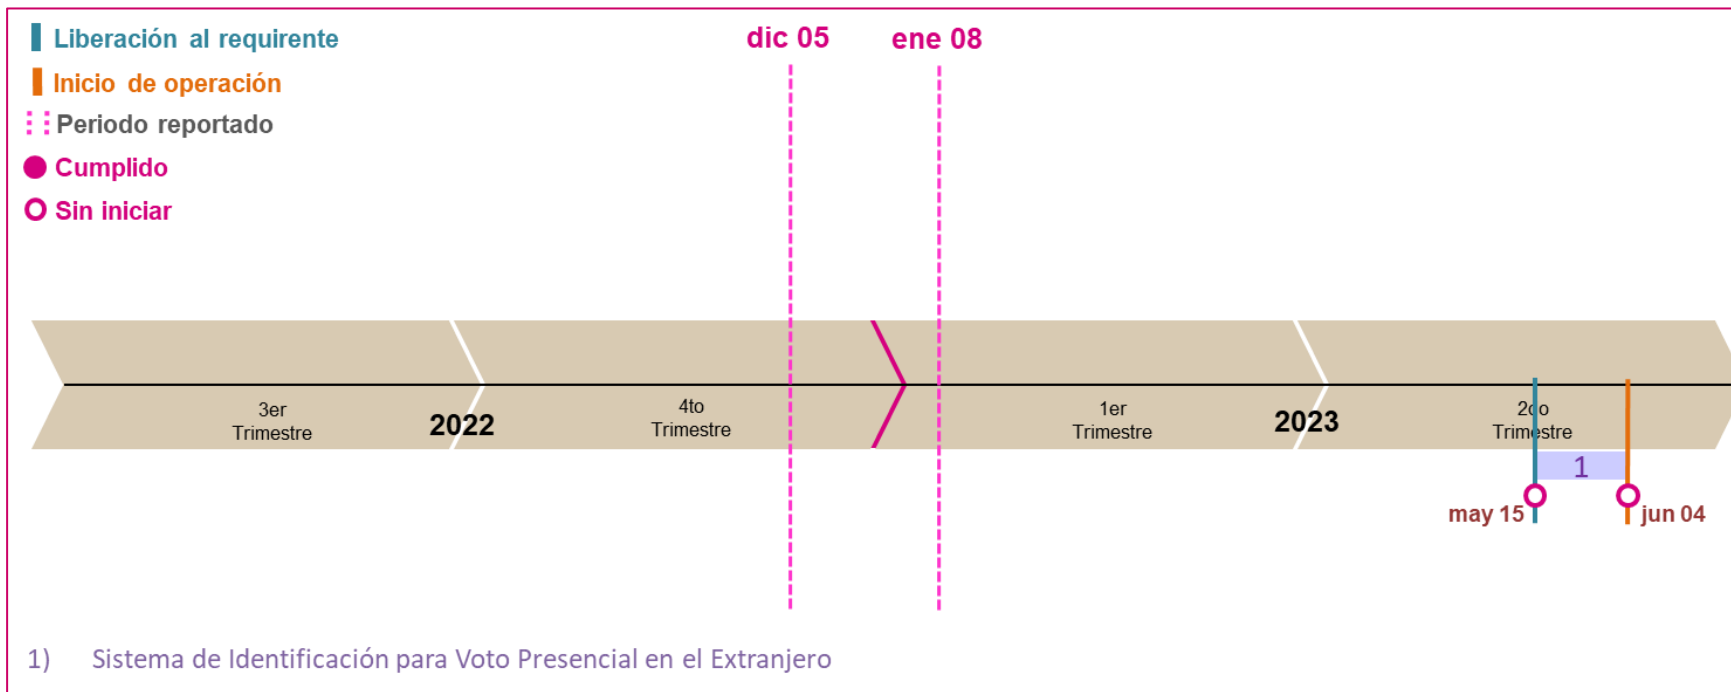 Liberación al requirente
Inicio de operación
Periodo reportado
Cumplido
Sin iniciar
dic 05
ene 08
3er
Trimestre
2022
4to
Trimestre
1er
Trimestre
2023
2do
Trimestre
1
may 15
jun 04
1) Sistema de Identificación para Voto Presencial en el Extranjero